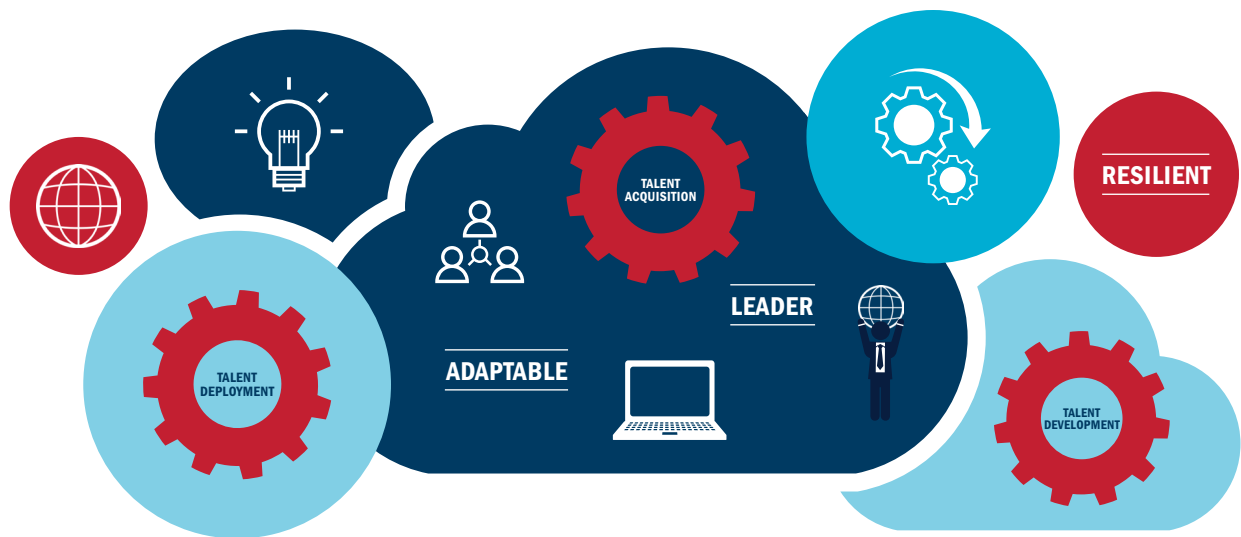 TALENT
ACQUISITION
RESILIENT
LEADER
ADAPTABLE
TALENT
DEPLOYMENT
TALENT
DEVELOPMENT